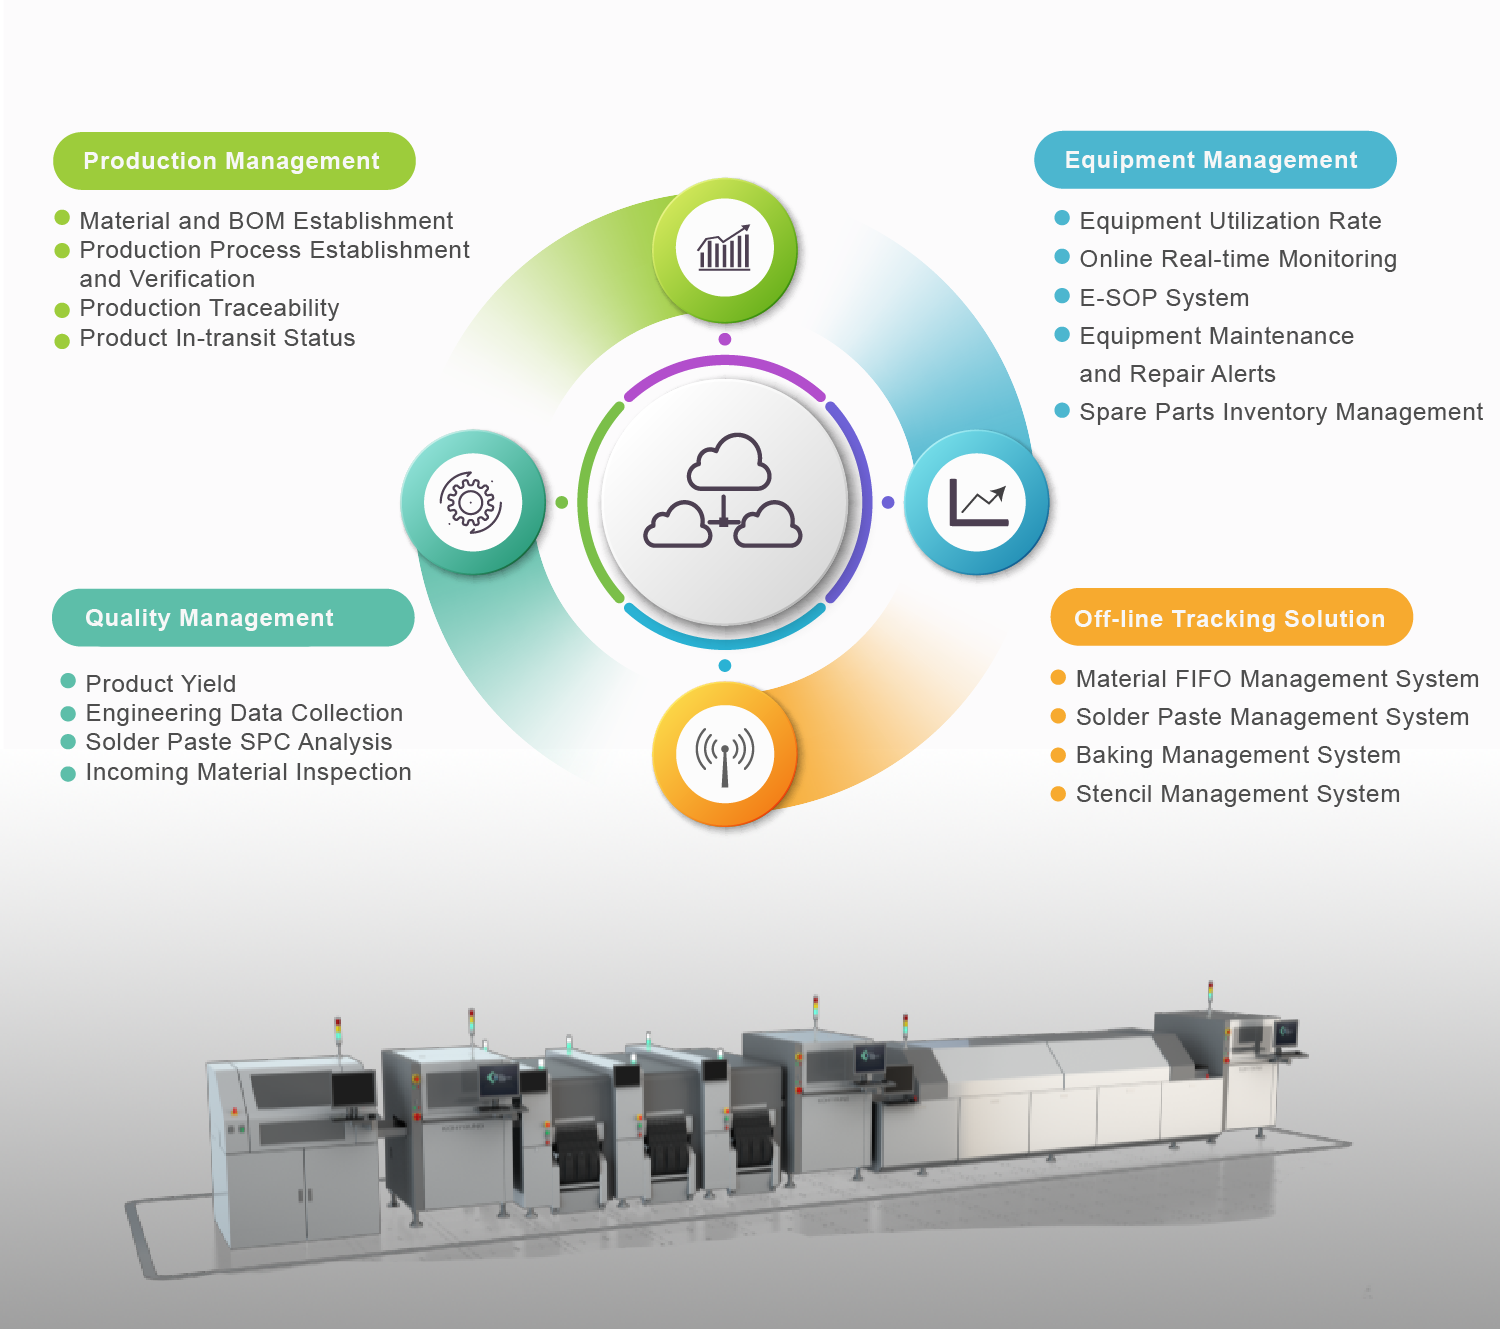 Production Management
Material and BOM Establishment
Production Process Establishment
and Verification
Production Traceability
Product In-transit Status
Equipment Management
Equipment Utilization Rate
Online Real-time Monitoring
E-SOP System
Equipment Maintenance
and Repair Alerts
Spare Parts Inventory Management
Quality Management
Product Yield
Engineering Data Collection
Solder Paste SPC Analysis
Incoming Material Inspection
Off-line Tracking Solution
Material FIFO Management System
Solder Paste Management System
Baking Management System
Stencil Management System